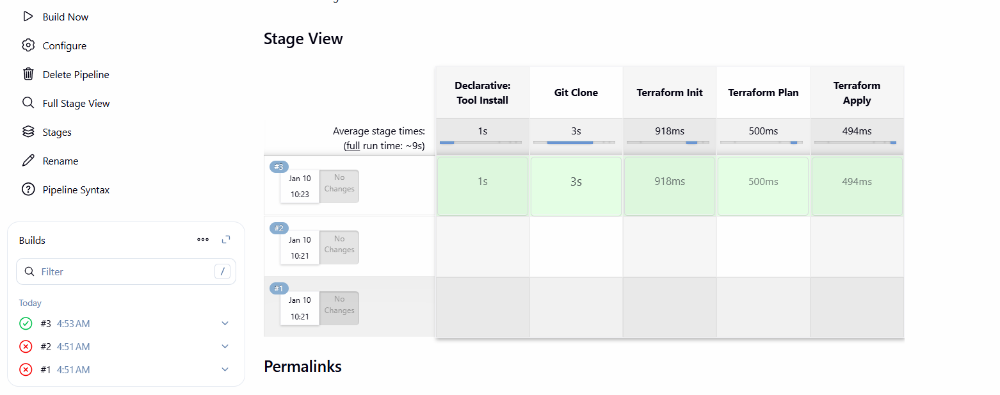 Build Now
Configure
Delete Pipeline
Full Stage View
Stages
Rename
Pipeline Syntax
Builds
Filter
/
Today
#3 4:53 AM
#2 4:51 AM
#1 4:51 AM
Stage View
Declarative:
Tool Install
Git Clone
Terraform Init
Terraform Plan
Terraform
Apply
Average stage times:
(full run time: ~9s)
1s
3s
918ms
500ms
494ms
#3
Jan 10
10:23
No
Changes
1s
3s
918ms
500ms
494ms
#2
Jan 10
10:21
No
Changes
#1
Jan 10
10:21
No
Changes
Permalinks